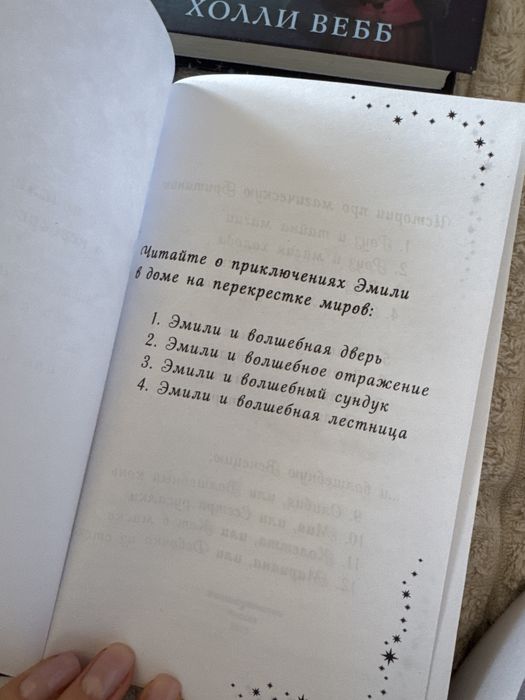 ХОЛЛИ ВЕББ
Читайте о приключениях Эмили
в доме на перекрестке миров:
1. Эмили и волшебная дверь
2. Эмили и волшебное отражение
3. Эмили и волшебный сундук
4. Эмили и волшебная лестница